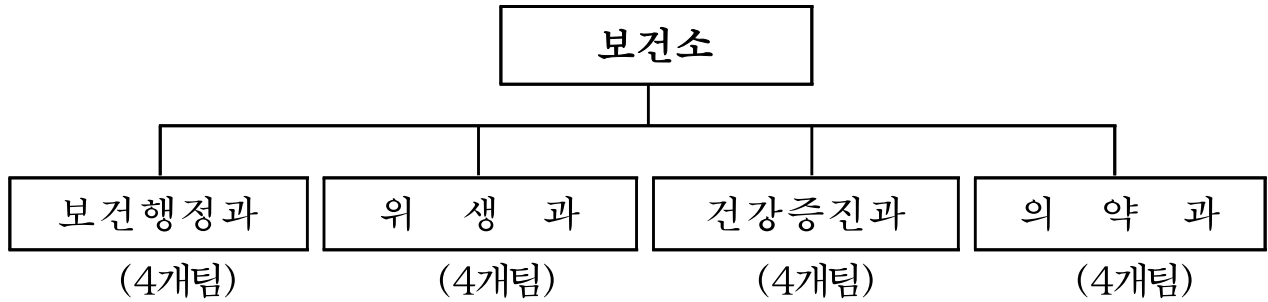 보건소
보건행정과 위 생 과 건강증진과 의 약 과
(4개팀) (4개팀) (4개팀) (4개팀)